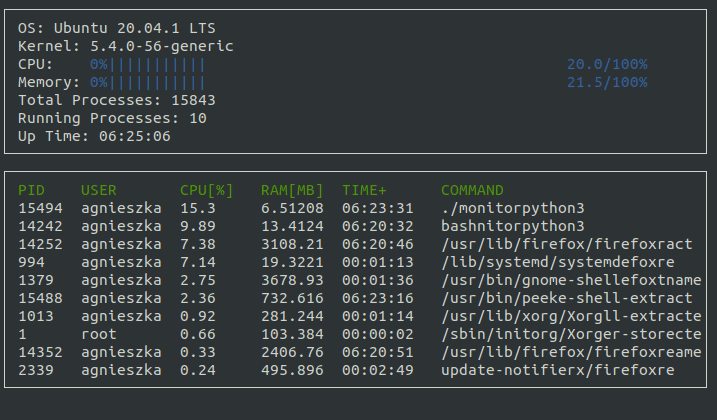 OS: Ubuntu 20.04.1 LTS
Kernel: 5.4.0-56-generic
CPU: 0%||||||||||| 20.0/100%
Memory: 0%||||||||||| 21.5/100%
Total Processes: 15843
Running Processes: 10
Up Time: 06:25:06
PID USER CPU[%] RAM[MB] TIME+ COMMAND
15494 agnieszka 15.3 6.51208 06:23:31 ./monitorpython3
14242 agnieszka 9.89 13.4124 06:20:32 bashnitorpython3
14252 agnieszka 7.38 3108.21 06:20:46 /usr/lib/firefox/firefoxract
994 agnieszka 7.14 19.3221 00:01:13 /lib/systemd/systemdefoxre
1379 agnieszka 2.75 3678.93 00:01:36 /usr/bin/gnome-shellefoxtname
15488 agnieszka 2.36 732.616 06:23:16 /usr/bin/peeke-shell-extract
1013 agnieszka 0.92 281.244 00:01:14 /usr/lib/xorg/Xorgll-extracte
1 root 0.66 103.384 00:00:02 /sbin/initorg/Xorger-storecte
14352 agnieszka 0.33 2406.76 06:20:51 /usr/lib/firefox/firefoxreame
2339 agnieszka 0.24 495.896 00:02:49 update-notifierx/firefoxre